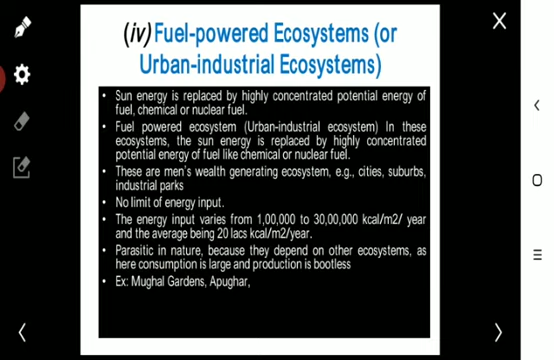 (iv) Fuel-powered Ecosystems (or
Urban-industrial Ecosystems)
• Sun energy is replaced by highly concentrated potential energy of
fuel, chemical or nuclear fuel.
• Fuel powered ecosystem (Urban-industrial ecosystem) In these
ecosystems, the sun energy is replaced by highly concentrated
potential energy of fuel like chemical or nuclear fuel.
• These are men's wealth generating ecosystem, e.g., cities, suburbs,
industrial parks
• No limit of energy input.
• The energy input varies from 1,00,000 to 30,00,000 kcal/m2/ year
and the average being 20 lacs kcal/m2/year.
• Parasitic in nature, because they depend on other ecosystems, as
here consumption is large and production is bootless
• Ex: Mughal Gardens, Apughar,